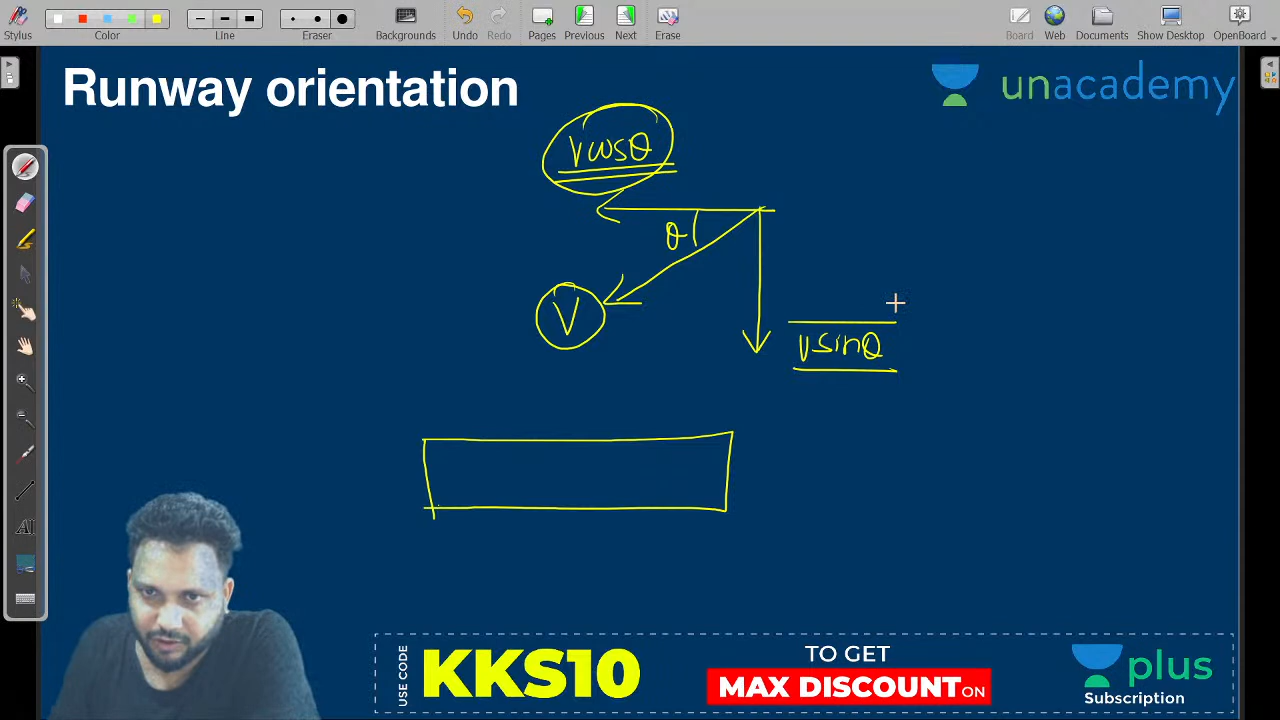 Stylus
Color
Line
Eraser
Backgrounds
Undo
Redo
Pages
Previous
Next
Erase
Board
Web
Documents
Show Desktop
OpenBoard
Runway orientation
unacademy
Vcosθ
θ
V
Vsinθ
AI
USE CODE
KKS10
TO GET
MAX DISCOUNT ON
plus
Subscription